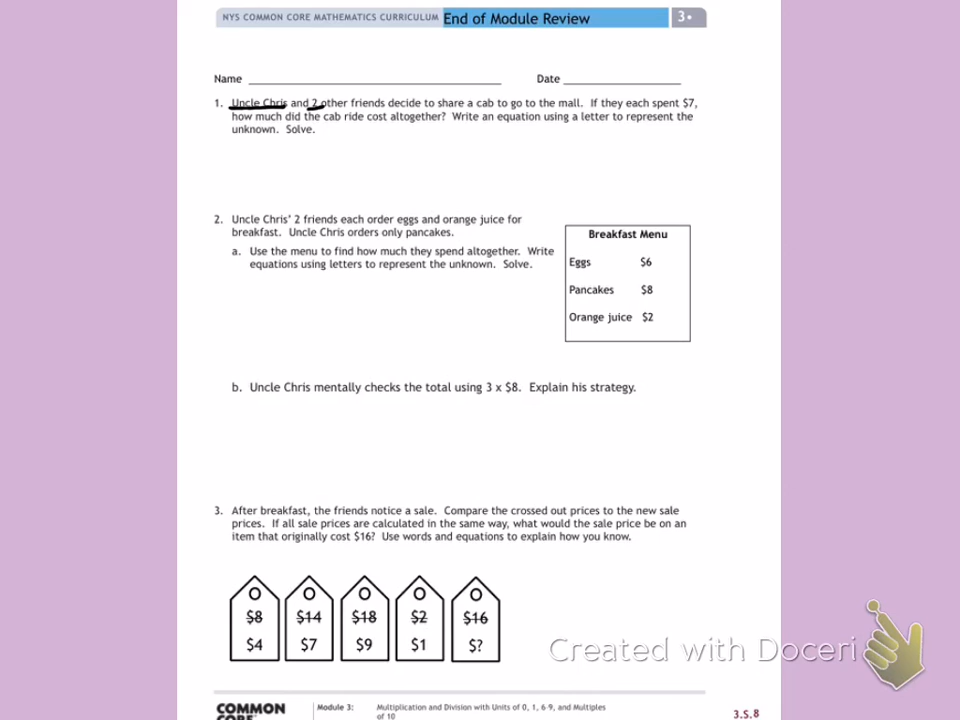 NYS COMMON CORE MATHEMATICS CURRICULUM End of Module Review 3•
Name Date
1. Uncle Chris and 2 other friends decide to share a cab to go to the mall. If they each spent $7,
how much did the cab ride cost altogether? Write an equation using a letter to represent the
unknown. Solve.
2. Uncle Chris' 2 friends each order eggs and orange juice for
breakfast. Uncle Chris orders only pancakes.
a. Use the menu to find how much they spend altogether. Write
equations using letters to represent the unknown. Solve.
Breakfast Menu
Eggs $6
Pancakes $8
Orange juice $2
b. Uncle Chris mentally checks the total using 3 x $8. Explain his strategy.
3. After breakfast, the friends notice a sale. Compare the crossed out prices to the new sale
prices. If all sale prices are calculated in the same way, what would the sale price be on an
item that originally cost $16? Use words and equations to explain how you know.
$8 $14 $18 $2 $16
$4 $7 $9 $1 $?
Created with Doceri
COMMON
CORE
Module 3: Multiplication and Division with Units of 0, 1, 6-9, and Multiples
of 10
3.S.8